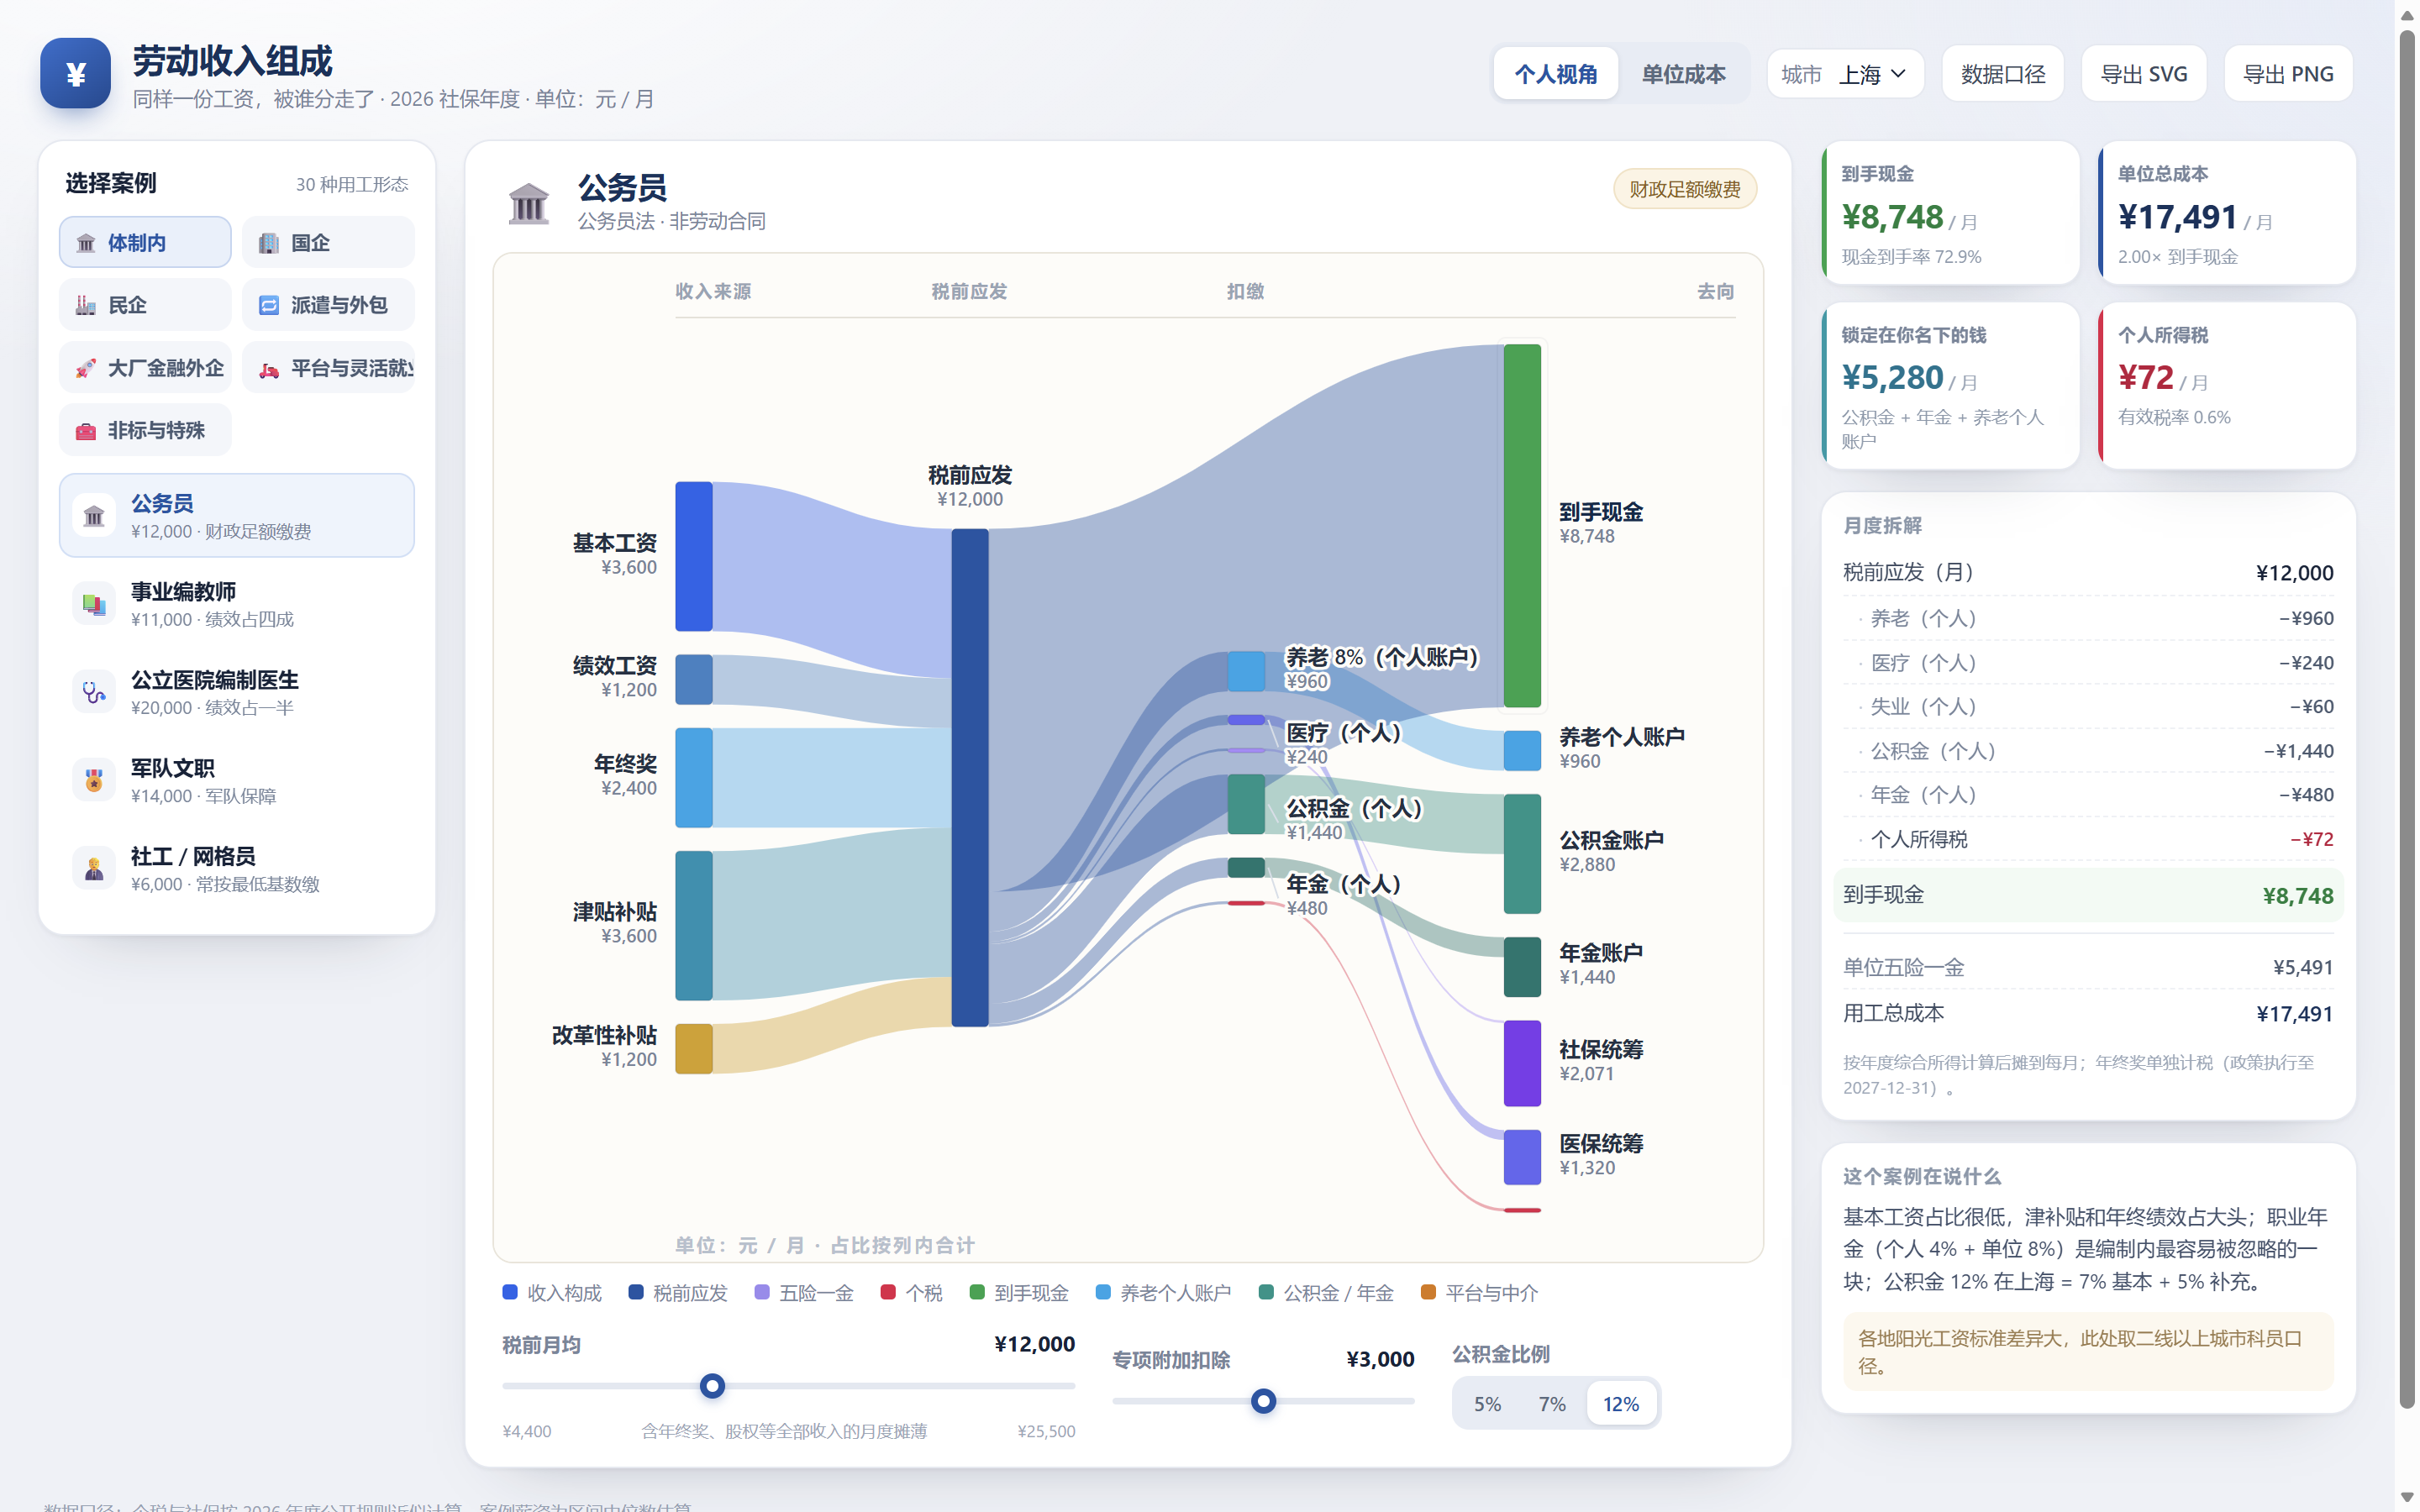 ¥
劳动收入组成
同样一份工资，被谁分走了 · 2026 社保年度 · 单位：元 / 月
个人视角
单位成本
城市 上海
数据口径
导出 SVG
导出 PNG
选择案例
30 种用工形态
体制内
国企
民企
派遣与外包
大厂金融外企
平台与灵活就
非标与特殊
公务员
¥12,000 · 财政足额缴费
事业编教师
¥11,000 · 绩效占四成
公立医院编制医生
¥20,000 · 绩效占一半
军队文职
¥14,000 · 军队保障
社工 / 网格员
¥6,000 · 常按最低基数缴
公务员
公务员法 · 非劳动合同
财政足额缴费
收入来源
税前应发
扣缴
去向
基本工资
¥3,600
绩效工资
¥1,200
年终奖
¥2,400
津贴补贴
¥3,600
改革性补贴
¥1,200
税前应发
¥12,000
养老 8%（个人账户）
¥960
医疗（个人）
¥240
公积金（个人）
¥1,440
年金（个人）
¥480
到手现金
¥8,748
养老个人账户
¥960
公积金账户
¥2,880
年金账户
¥1,440
社保统筹
¥2,071
医保统筹
¥1,320
单位：元 / 月 · 占比按列内合计
收入构成
税前应发
五险一金
个税
到手现金
养老个人账户
公积金 / 年金
平台与中介
税前月均
¥12,000
¥4,400
含年终奖、股权等全部收入的月度摊薄
¥25,500
专项附加扣除
¥3,000
公积金比例
5%
7%
12%
到手现金
¥8,748 / 月
现金到手率 72.9%
单位总成本
¥17,491 / 月
2.00× 到手现金
锁定在你名下的钱
¥5,280 / 月
公积金 + 年金 + 养老个人
账户
个人所得税
¥72 / 月
有效税率 0.6%
月度拆解
税前应发（月） ¥12,000
· 养老（个人） −¥960
· 医疗（个人） −¥240
· 失业（个人） −¥60
· 公积金（个人） −¥1,440
· 年金（个人） −¥480
· 个人所得税 −¥72
到手现金 ¥8,748
单位五险一金 ¥5,491
用工总成本 ¥17,491
按年度综合所得计算后摊到每月；年终奖单独计税（政策执行至
2027-12-31）。
这个案例在说什么
基本工资占比很低，津补贴和年终绩效占大头；职业年
金（个人 4% + 单位 8%）是编制内最容易被忽略的一
块；公积金 12% 在上海 = 7% 基本 + 5% 补充。
各地阳光工资标准差异大，此处取二线以上城市科员口
径。